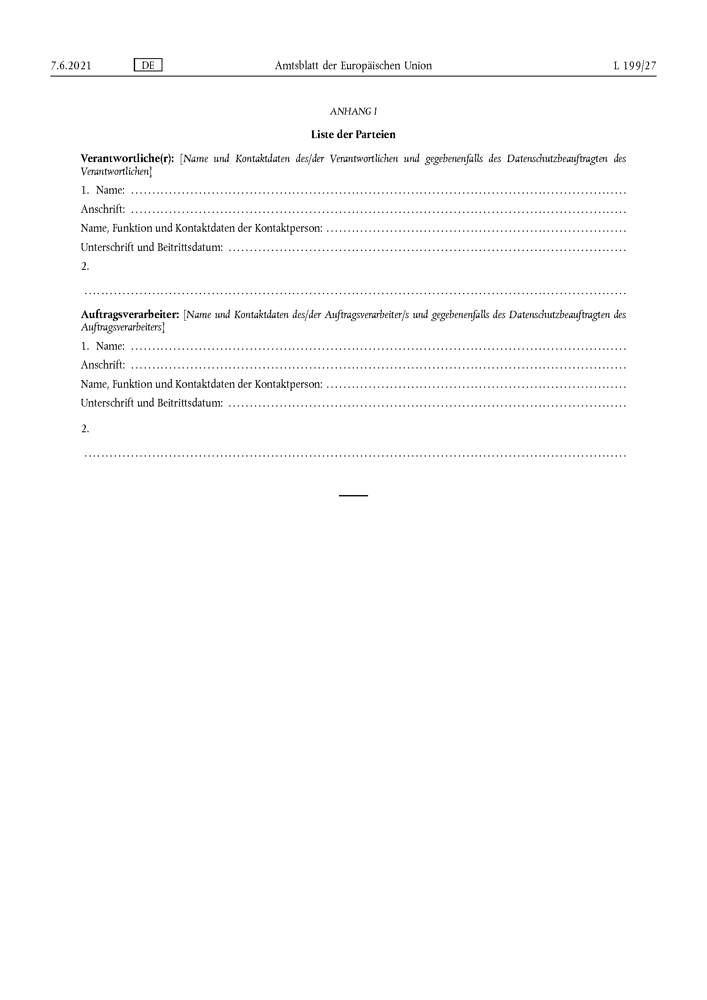 7.6.2021 DE Amtsblatt der Europäischen Union L 199/27
ANHANG I
Liste der Parteien
Verantwortliche(r): [Name und Kontaktdaten des/der Verantwortlichen und gegebenenfalls des Datenschutzbeauftragten des
Verantwortlichen]
1. Name: ....................................................................................................................
Anschrift: ....................................................................................................................
Name, Funktion und Kontaktdaten der Kontaktperson: ......................................................................
Unterschrift und Beitrittsdatum: .............................................................................................
2.
...............................................................................................................................
Auftragsverarbeiter: [Name und Kontaktdaten des/der Auftragsverarbeiter/s und gegebenenfalls des Datenschutzbeauftragten des
Auftragsverarbeiters]
1. Name: ....................................................................................................................
Anschrift: ....................................................................................................................
Name, Funktion und Kontaktdaten der Kontaktperson: ......................................................................
Unterschrift und Beitrittsdatum: .............................................................................................
2.
...............................................................................................................................